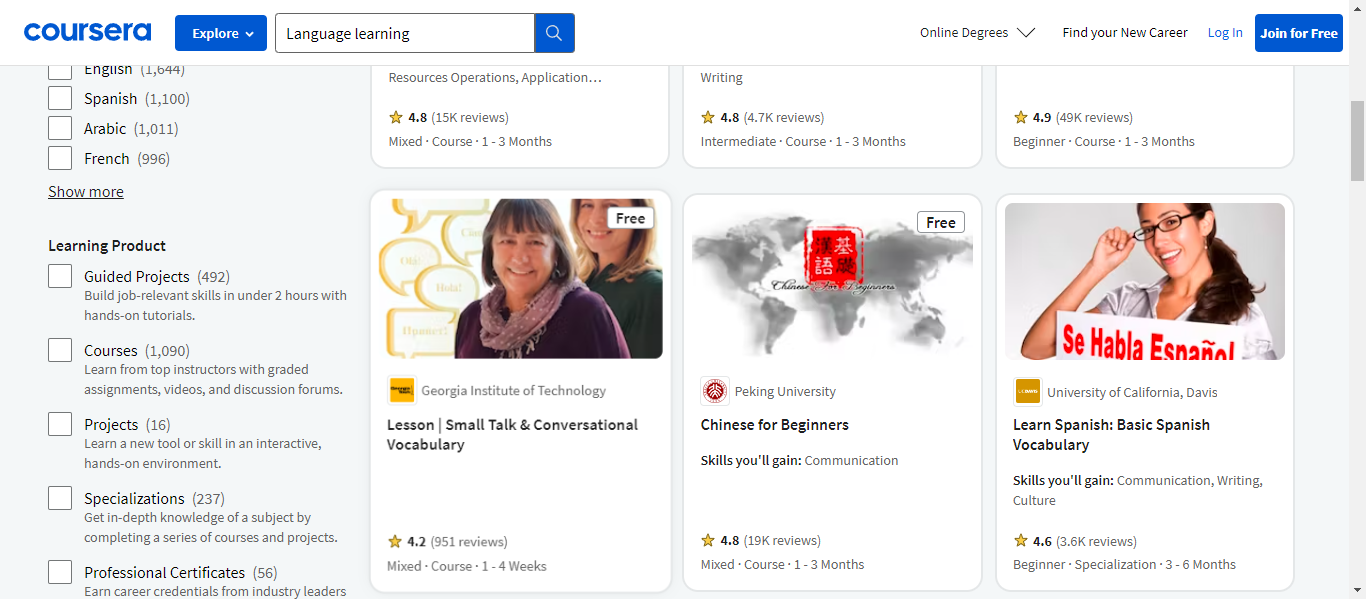 coursera
Explore
Language learning
Online Degrees
Find your New Career
Log In
Join for Free
English (1,644)
Spanish (1,100)
Arabic (1,011)
French (996)
Show more
Learning Product
Guided Projects (492)
Build job-relevant skills in under 2 hours with
hands-on tutorials.
Courses (1,090)
Learn from top instructors with graded
assignments, videos, and discussion forums.
Projects (16)
Learn a new tool or skill in an interactive,
hands-on environment.
Specializations (237)
Get in-depth knowledge of a subject by
completing a series of courses and projects.
Professional Certificates (56)
Earn career credentials from industry leaders
Resources Operations, Application…
4.8 (15K reviews)
Mixed · Course · 1 - 3 Months
Writing
4.8 (4.7K reviews)
Intermediate · Course · 1 - 3 Months
4.9 (49K reviews)
Beginner · Course · 1 - 3 Months
Free
Olá!
Hola!
Привет!
Georgia Institute of Technology
Lesson | Small Talk & Conversational
Vocabulary
4.2 (951 reviews)
Mixed · Course · 1 - 4 Weeks
Free
漢語
基礎
Chinese For Beginners
Peking University
Chinese for Beginners
Skills you'll gain: Communication
4.8 (19K reviews)
Mixed · Course · 1 - 3 Months
Se Habla Español
UC DAVIS
University of California, Davis
Learn Spanish: Basic Spanish
Vocabulary
Skills you'll gain: Communication, Writing,
Culture
4.6 (3.6K reviews)
Beginner · Specialization · 3 - 6 Months